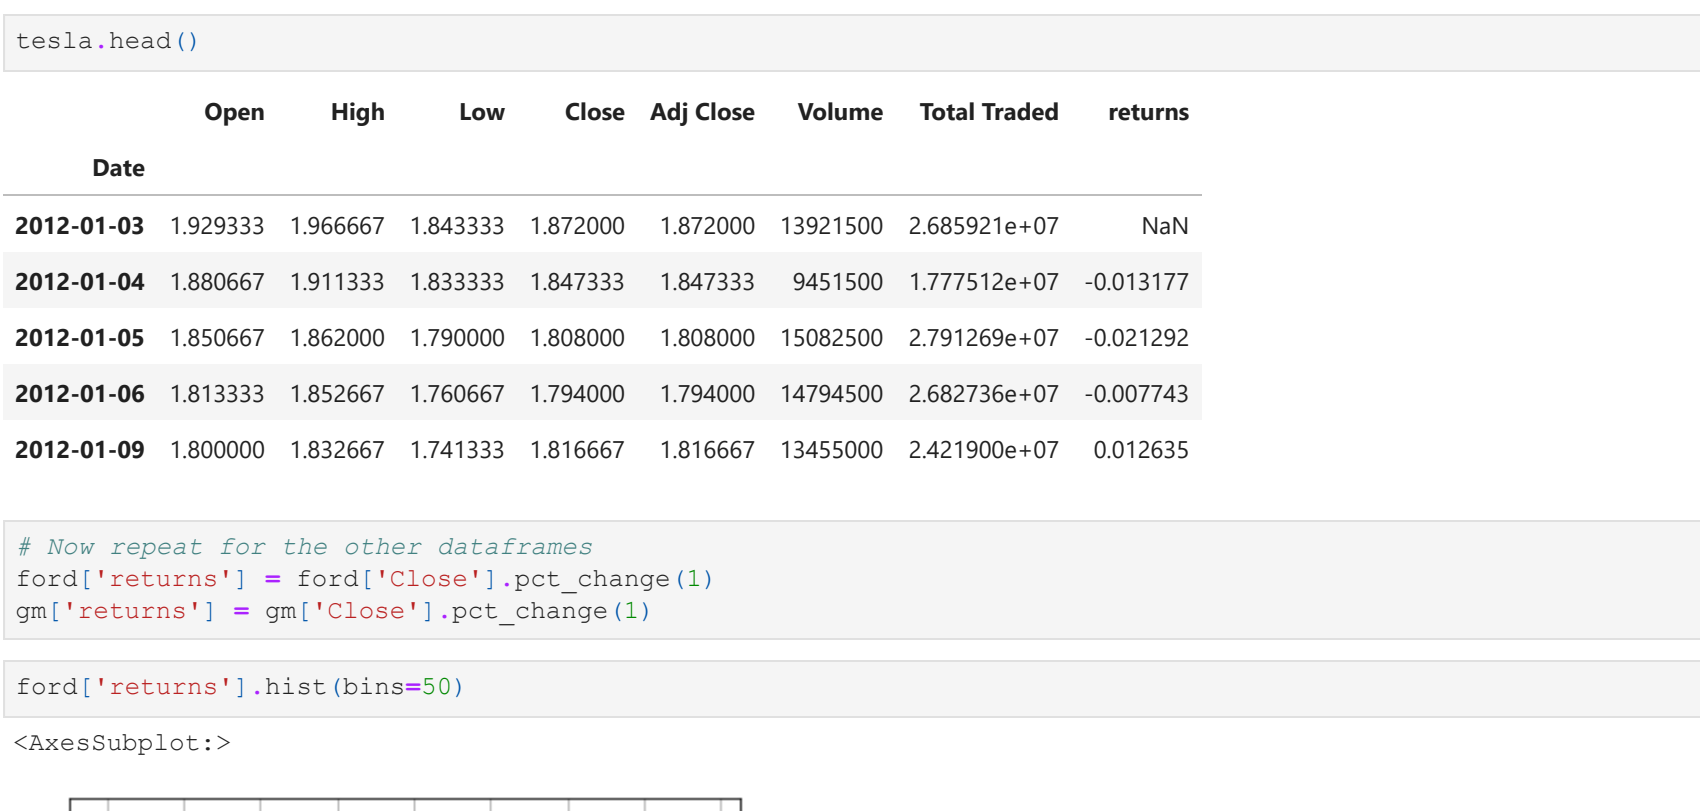 tesla.head()
Open High Low Close Adj Close Volume Total Traded returns
Date
2012-01-03 1.929333 1.966667 1.843333 1.872000 1.872000 13921500 2.685921e+07 NaN
2012-01-04 1.880667 1.911333 1.833333 1.847333 1.847333 9451500 1.777512e+07 -0.013177
2012-01-05 1.850667 1.862000 1.790000 1.808000 1.808000 15082500 2.791269e+07 -0.021292
2012-01-06 1.813333 1.852667 1.760667 1.794000 1.794000 14794500 2.682736e+07 -0.007743
2012-01-09 1.800000 1.832667 1.741333 1.816667 1.816667 13455000 2.421900e+07 0.012635
# Now repeat for the other dataframes
ford['returns'] = ford['Close'].pct_change(1)
gm['returns'] = gm['Close'].pct_change(1)
ford['returns'].hist(bins=50)
<AxesSubplot:>